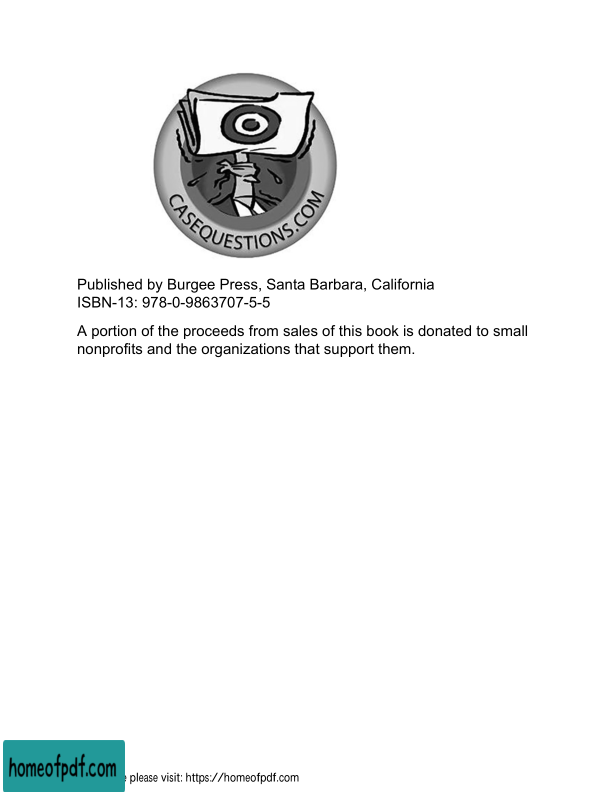 CASEQUESTIONS.COM
Published by Burgee Press, Santa Barbara, California
ISBN-13: 978-0-9863707-5-5
A portion of the proceeds from sales of this book is donated to small
nonprofits and the organizations that support them.
homeofpdf.com
please visit: https://homeofpdf.com